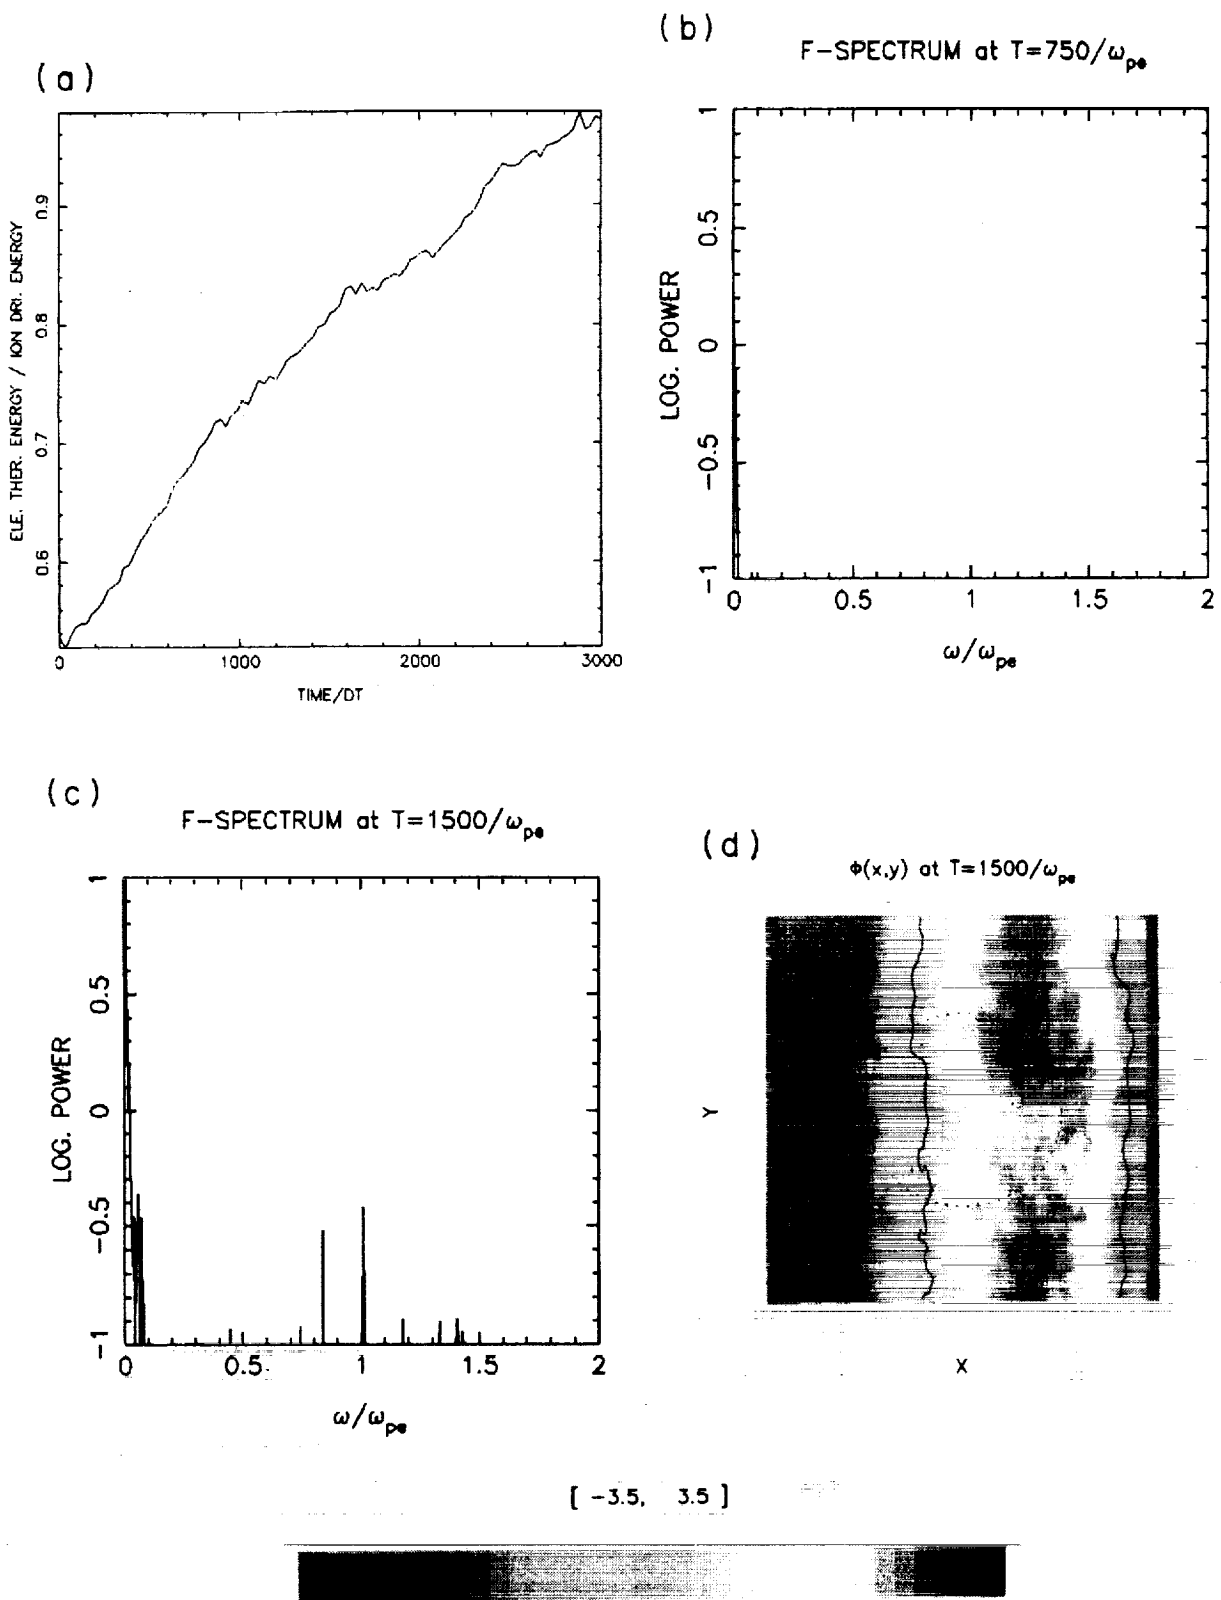 (a)
ELE. THER. ENERGY / ION DRI. ENERGY
0.9
0.8
0.7
0.6
0
1000
2000
3000
TIME/DT
(b)
F-SPECTRUM at T=750/ω_pe
LOG. POWER
1
0.5
0
-0.5
-1
0
0.5
1
1.5
2
ω/ω_pe
(c)
F-SPECTRUM at T=1500/ω_pe
LOG. POWER
1
0.5
0
-0.5
-1
0
0.5
1
1.5
2
ω/ω_pe
(d)
Φ(x,y) at T=1500/ω_pe
Y
X
[ -3.5, 3.5 ]